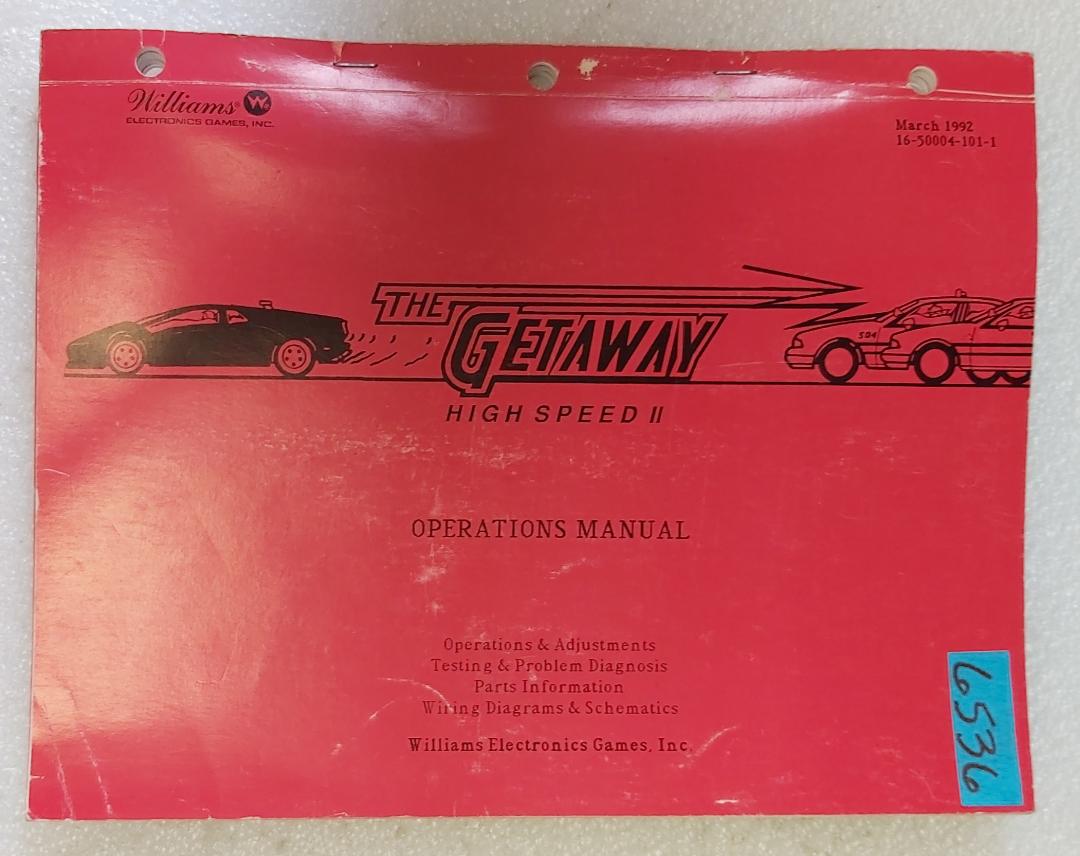 Williams®
ELECTRONICS GAMES, INC.
March 1992
16-50004-101-1
THE
GETAWAY
HIGH SPEED II
504
OPERATIONS MANUAL
Operations & Adjustments
Testing & Problem Diagnosis
Parts Information
Wiring Diagrams & Schematics
Williams Electronics Games, Inc.
6536